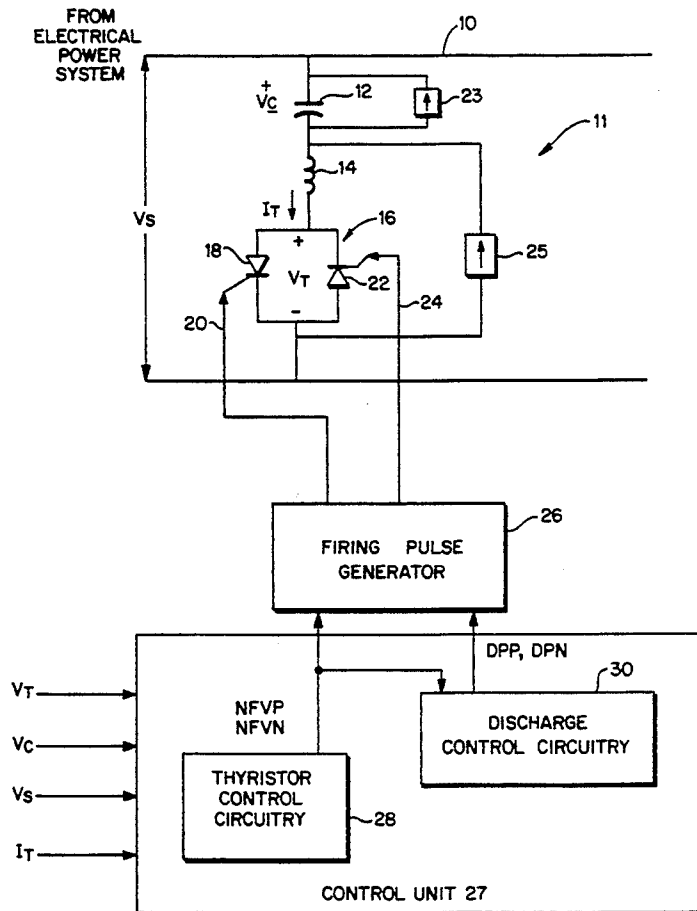 FROM
ELECTRICAL
POWER
SYSTEM
10
+
VC
-
12
23
11
14
VS
IT
16
18
+
VT
-
22
25
20
24
26
FIRING PULSE
GENERATOR
DPP, DPN
30
VT
NFVP
NFVN
DISCHARGE
CONTROL CIRCUITRY
VC
THYRISTOR
CONTROL
CIRCUITRY
28
VS
IT
CONTROL UNIT 27